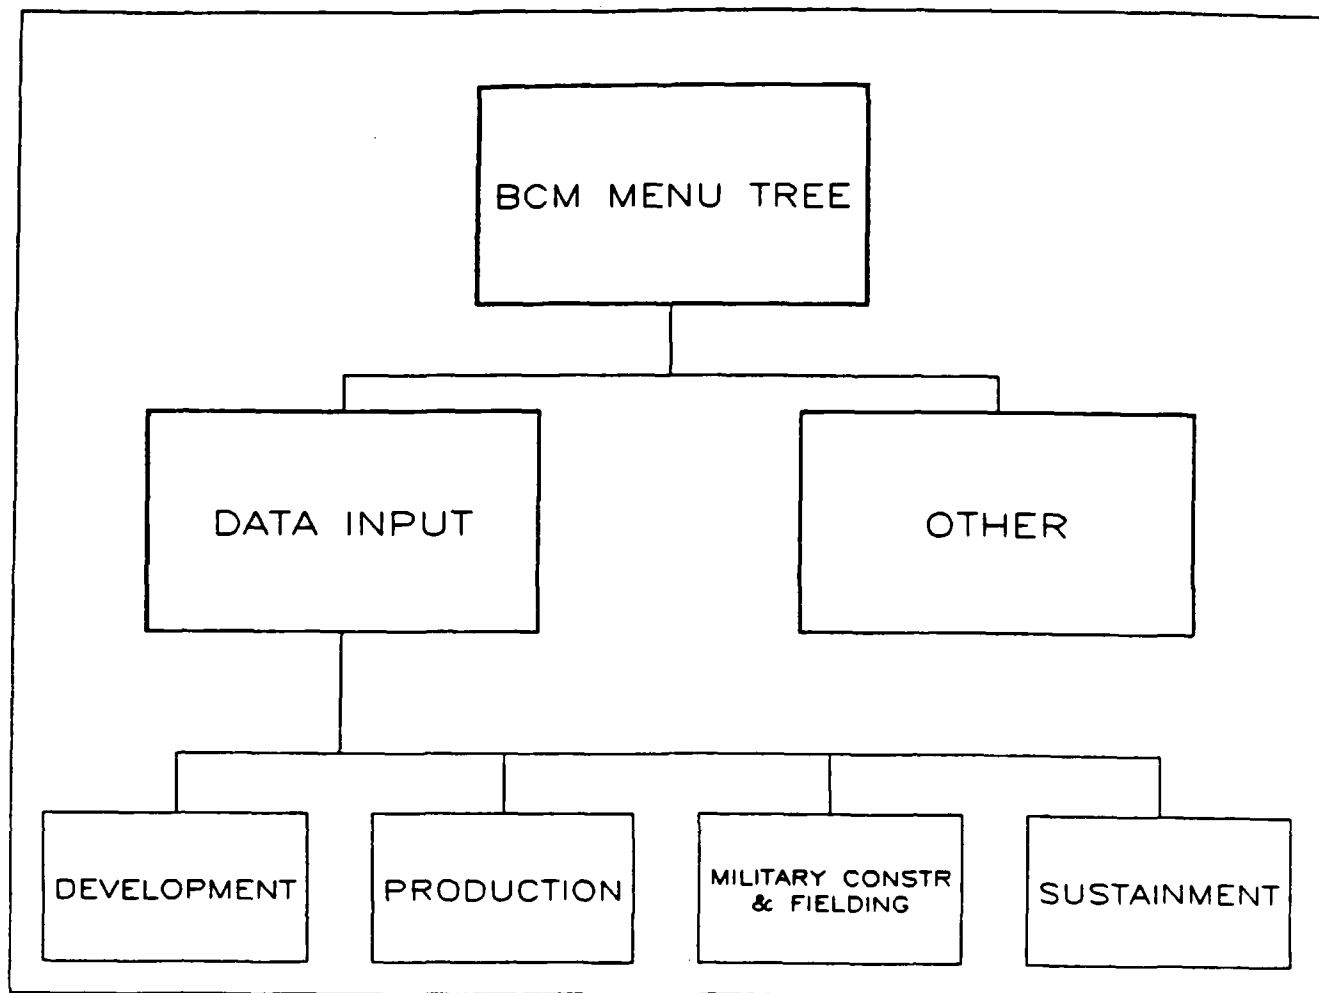 BCM MENU TREE
DATA INPUT
OTHER
DEVELOPMENT
PRODUCTION
MILITARY CONSTR
& FIELDING
SUSTAINMENT